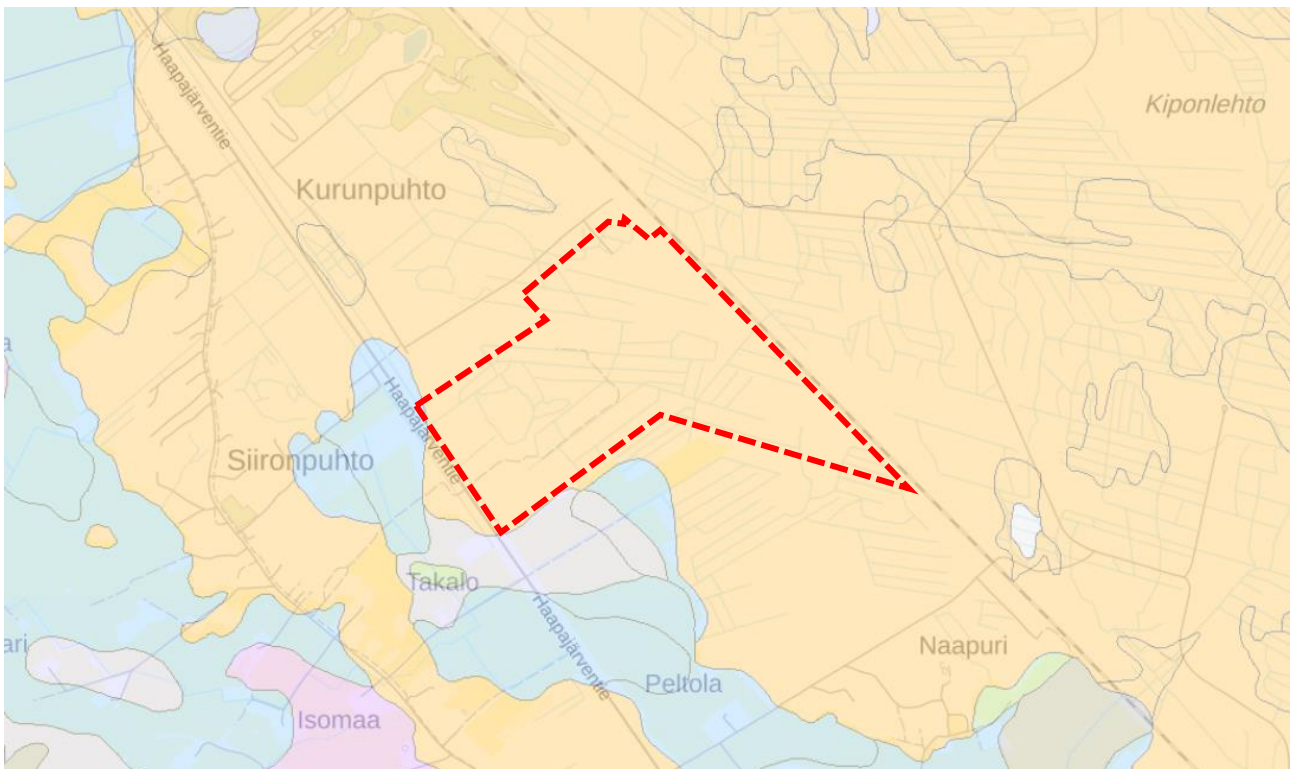 Haapajärventie
Kiponlehto
Kurunpuhto
Haapajärventie
Siironpuhto
Takalo
Haapajärventie
ari
Naapuri
Peltola
Isomaa